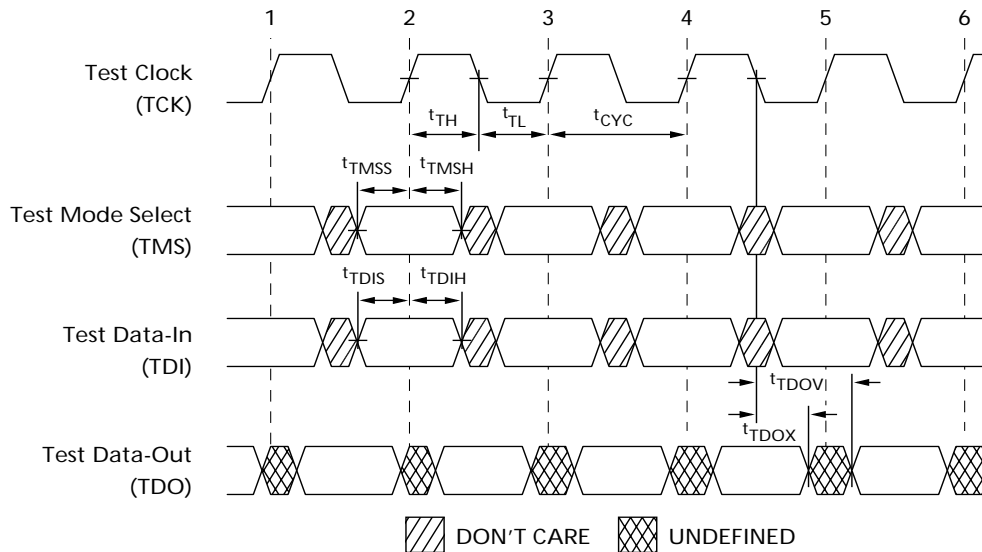 1 2 3 4 5 6
Test Clock
(TCK)
tTH tTL tCYC
tTMSS tTMSH
Test Mode Select
(TMS)
tTDIS tTDIH
Test Data-In
(TDI)
tTDOV
tTDOX
Test Data-Out
(TDO)
DON'T CARE UNDEFINED